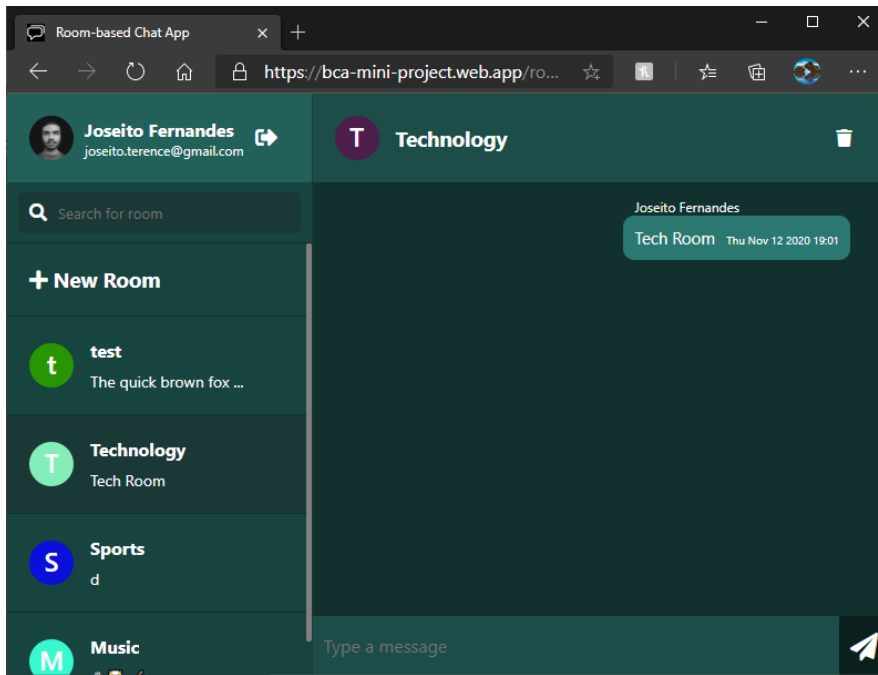 Room-based Chat App
https://bca-mini-project.web.app/ro...
Joseito Fernandes
joseito.terence@gmail.com
Search for room
New Room
t
test
The quick brown fox ...
T
Technology
Tech Room
S
Sports
d
M
Music
T
Technology
Joseito Fernandes
Tech Room Thu Nov 12 2020 19:01
Type a message